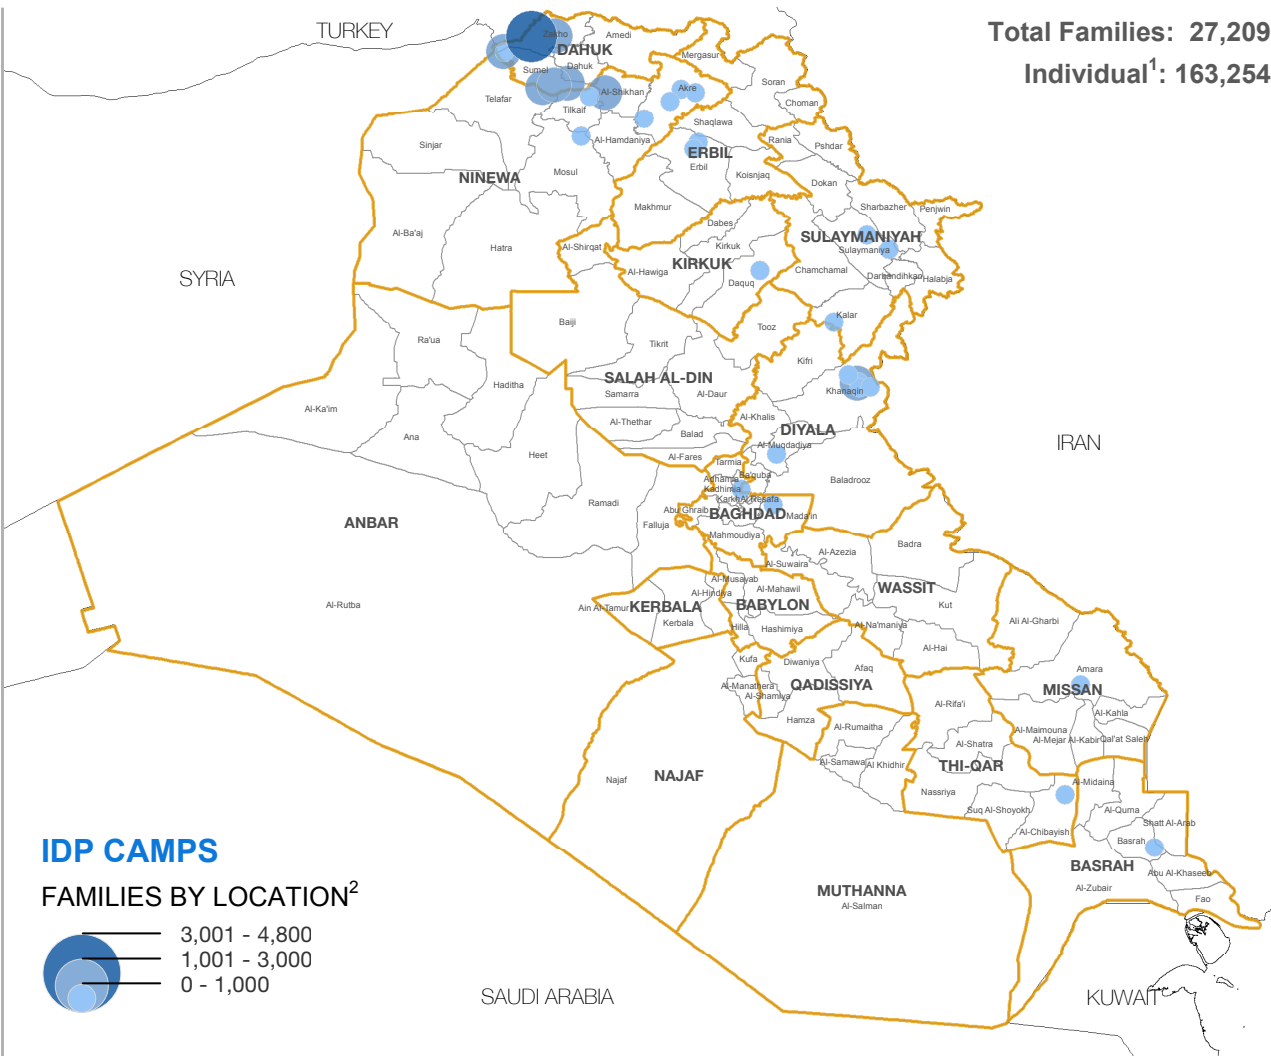 TURKEY
Total Families: 27,209
Individual1: 163,254
Zakho
Amedi
DAHUK
Mergasur
Sumel
Dahuk
Soran
Telafar
Al-Shikhan
Akre
Choman
Tilkaif
Shaqlawa
Sinjar
Al-Hamdaniya
Rania
Pshdar
ERBIL
Erbil
Mosul
NINEWA
Koisnjaq
Dokan
Makhmur
Sharbazher
Penjwin
Al-Ba'aj
Hatra
Dabes
Al-Shirqat
Kirkuk
SULAYMANIYAH
Sulaymaniya
KIRKUK
Al-Hawiga
Chamchamal
Darbandihkan
Halabja
SYRIA
Daquq
Baiji
Kalar
Tooz
Ra'ua
Tikrit
Kifri
SALAH AL-DIN
Haditha
Samarra
Al-Daur
Khanaqin
Al-Ka'im
Al-Thethar
Al-Khalis
DIYALA
Ana
Balad
Al-Muqdadiya
IRAN
Heet
Al-Fares
Tarmia
Ba'quba
Adhamia
Baladrooz
Kadhimia
Karkh
Al Resafa
Ramadi
Abu Ghraib
BAGHDAD
Mada'in
ANBAR
Falluja
Mahmoudiya
Badra
Al-Azezia
Al-Suwaira
Al-Musayab
WASSIT
Al-Mahawil
Al-Hindiya
Al-Rutba
Ain Al-Tamur
KERBALA
BABYLON
Kut
Kerbala
Hilla
Hashimiya
Al-Na'maniya
Ali Al-Gharbi
Al-Hai
Kufa
Diwaniya
Afaq
Amara
Al-Manathera
QADISSIYA
MISSAN
Al-Shamiya
Al-Rifa'i
Al-Kahla
Hamza
Al-Rumaitha
Al-Maimouna
Al-Mejar Al-Kabir
Qal'at Saleh
Al-Shatra
Al-Samawa
Al Khidhir
THI-QAR
Najaf
NAJAF
Al-Midaina
Nassriya
Suq Al-Shoyokh
Al-Quma
Shatt Al-Arab
Al-Chibayish
Basrah
IDP CAMPS
BASRAH
Abu Al-Khaseeb
FAMILIES BY LOCATION2
MUTHANNA
Al-Zubair
Al-Salman
Fao
3,001 - 4,800
1,001 - 3,000
0 - 1,000
SAUDI ARABIA
KUWAIT